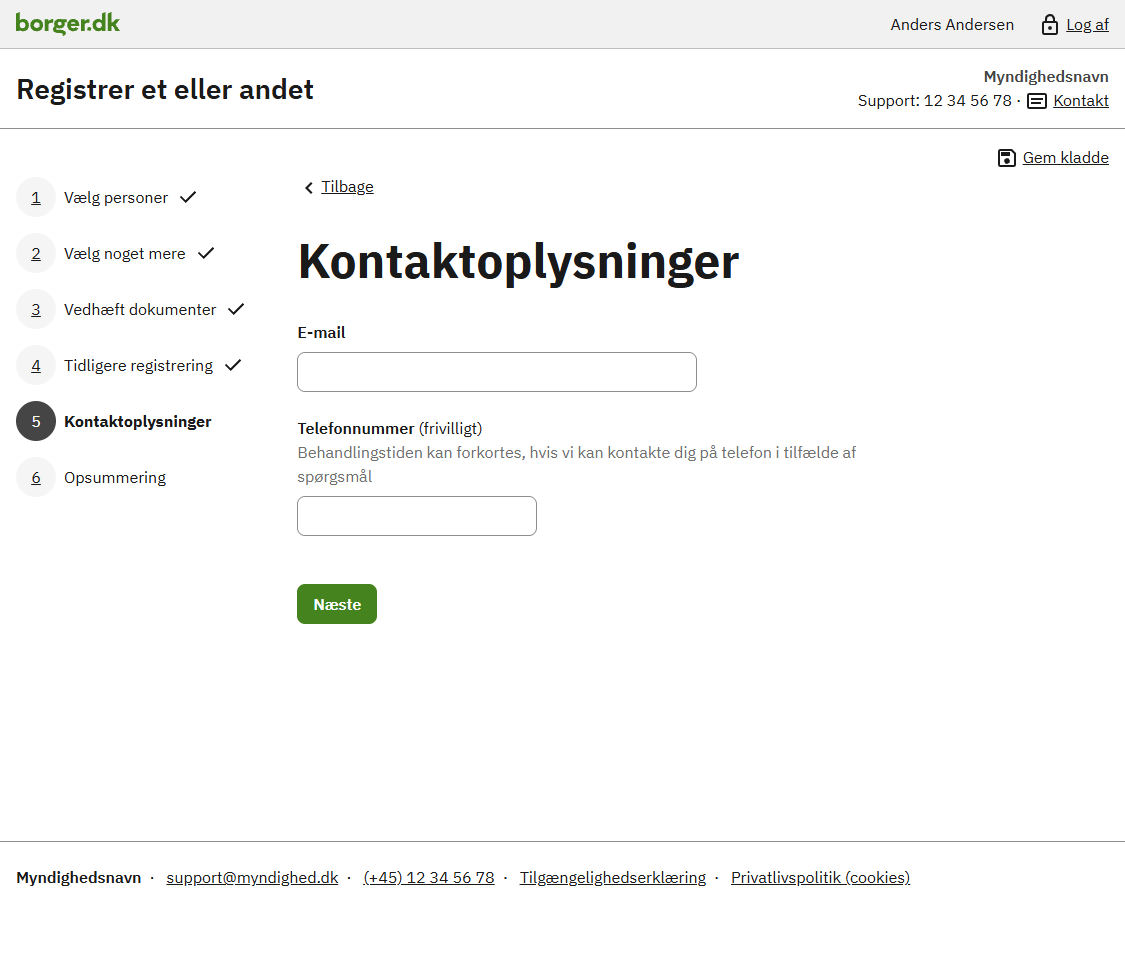 borger.dk
Anders Andersen
Log af
Registrer et eller andet
Myndighedsnavn
Support: 12 34 56 78 · Kontakt
Gem kladde
1 Vælg personer
2 Vælg noget mere
3 Vedhæft dokumenter
4 Tidligere registrering
5 Kontaktoplysninger
6 Opsummering
Tilbage
Kontaktoplysninger
E-mail
Telefonnummer (frivilligt)
Behandlingstiden kan forkortes, hvis vi kan kontakte dig på telefon i tilfælde af
spørgsmål
Næste
Myndighedsnavn · support@myndighed.dk · (+45) 12 34 56 78 · Tilgængelighedserklæring · Privatlivspolitik (cookies)